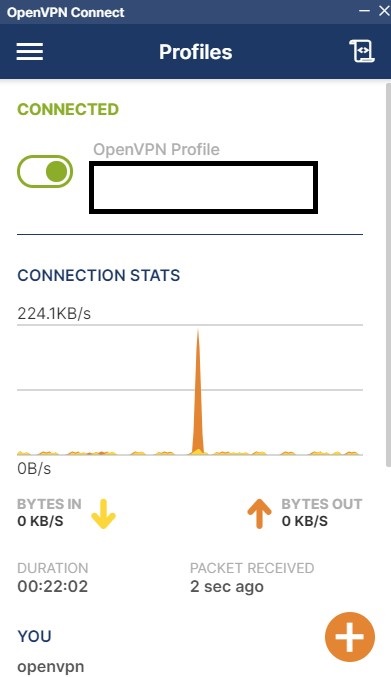 OpenVPN Connect
Profiles
CONNECTED
OpenVPN Profile
CONNECTION STATS
224.1KB/s
0B/s
BYTES IN
0 KB/S
BYTES OUT
0 KB/S
DURATION
00:22:02
PACKET RECEIVED
2 sec ago
YOU
openvpn